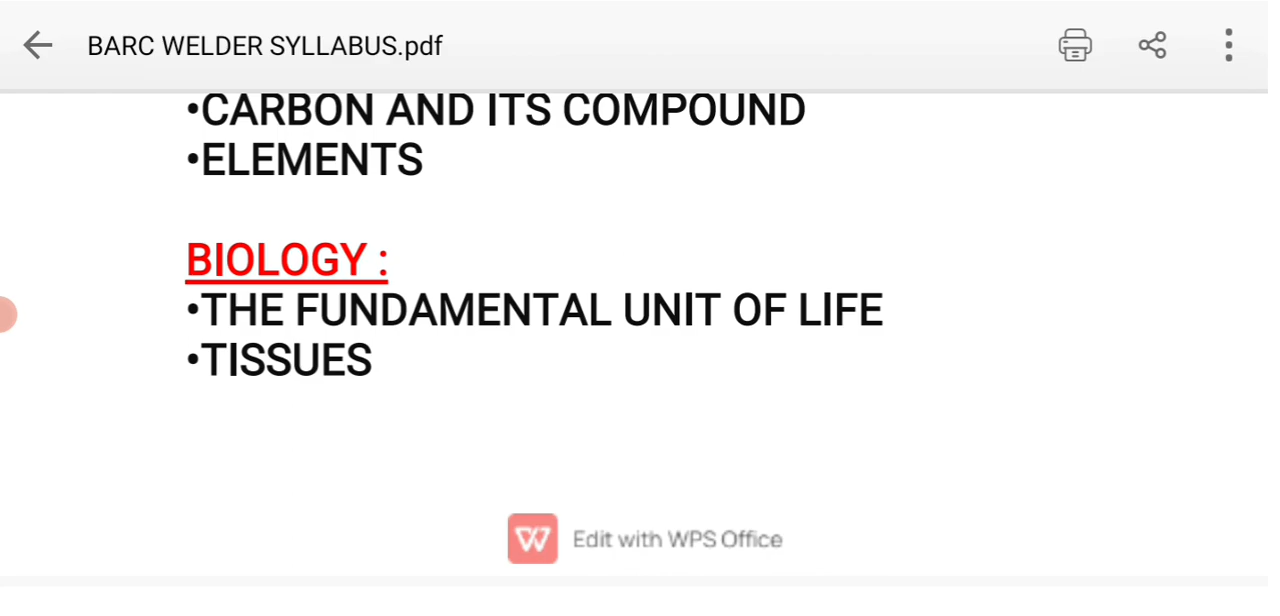 BARC WELDER SYLLABUS.pdf
•CARBON AND ITS COMPOUND
•ELEMENTS
BIOLOGY :
•THE FUNDAMENTAL UNIT OF LIFE
•TISSUES
W Edit with WPS Office